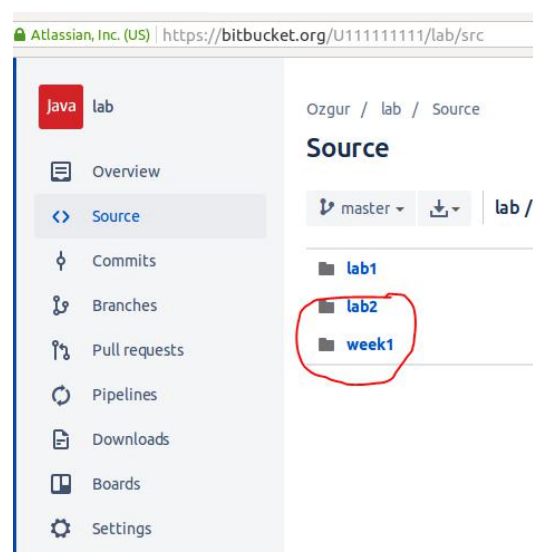 Atlassian, Inc. (US) https://bitbucket.org/U111111111/lab/src
Java lab
Overview
Source
Commits
Branches
Pull requests
Pipelines
Downloads
Boards
Settings
Ozgur / lab / Source
Source
master lab /
lab1
lab2
week1